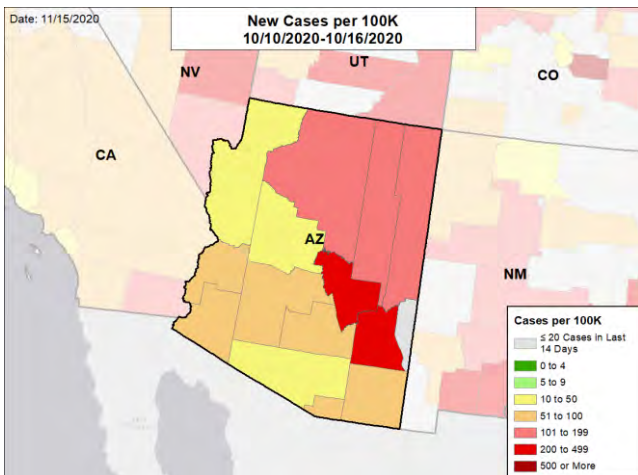 Date: 11/15/2020
New Cases per 100K
10/10/2020-10/16/2020
NV
UT
CO
CA
AZ
NM
Cases per 100K
≤ 20 Cases in Last
14 Days
0 to 4
5 to 9
10 to 50
51 to 100
101 to 199
200 to 499
500 or More